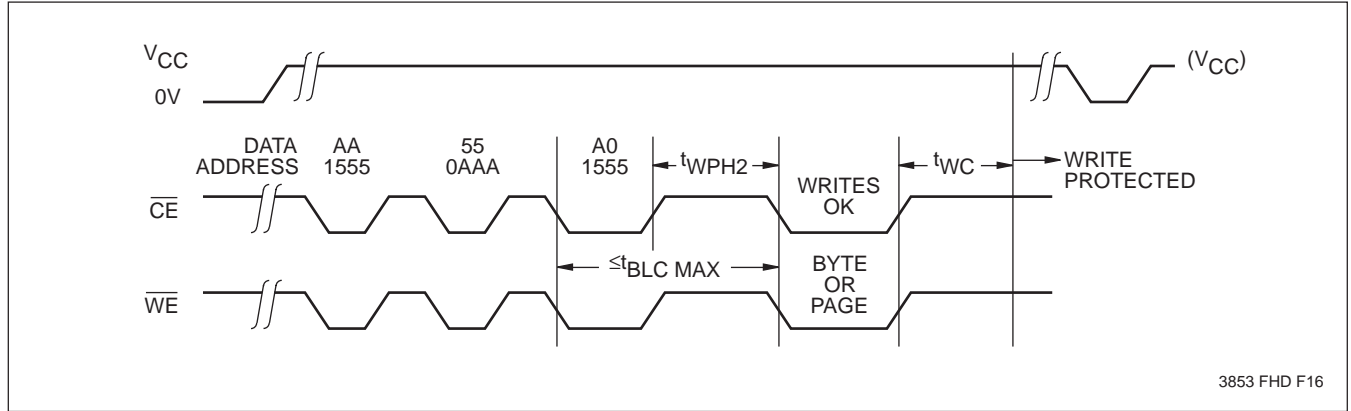 VCC
(VCC)
0V
DATA AA 55 A0
ADDRESS 1555 0AAA 1555
tWPH2
tWC
WRITE
PROTECTED
WRITES
OK
CE
≤tBLC MAX
BYTE
OR
PAGE
WE
3853 FHD F16